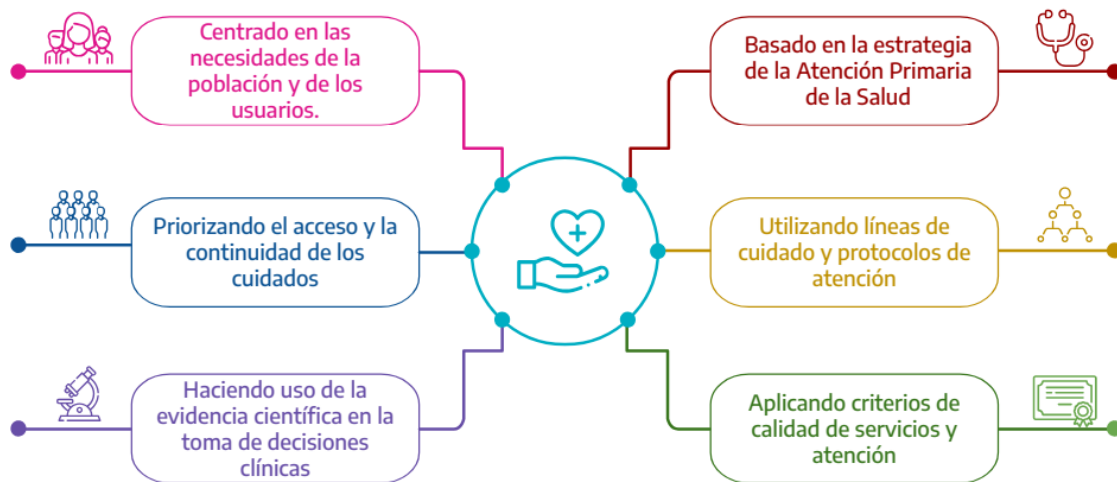 Centrado en las
necesidades de la
población y de los
usuarios.
Basado en la estrategia
de la Atención Primaria
de la Salud
Priorizando el acceso y la
continuidad de los
cuidados
Utilizando líneas de
cuidado y protocolos de
atención
Haciendo uso de la
evidencia científica en la
toma de decisiones
clínicas
Aplicando criterios de
calidad de servicios y
atención